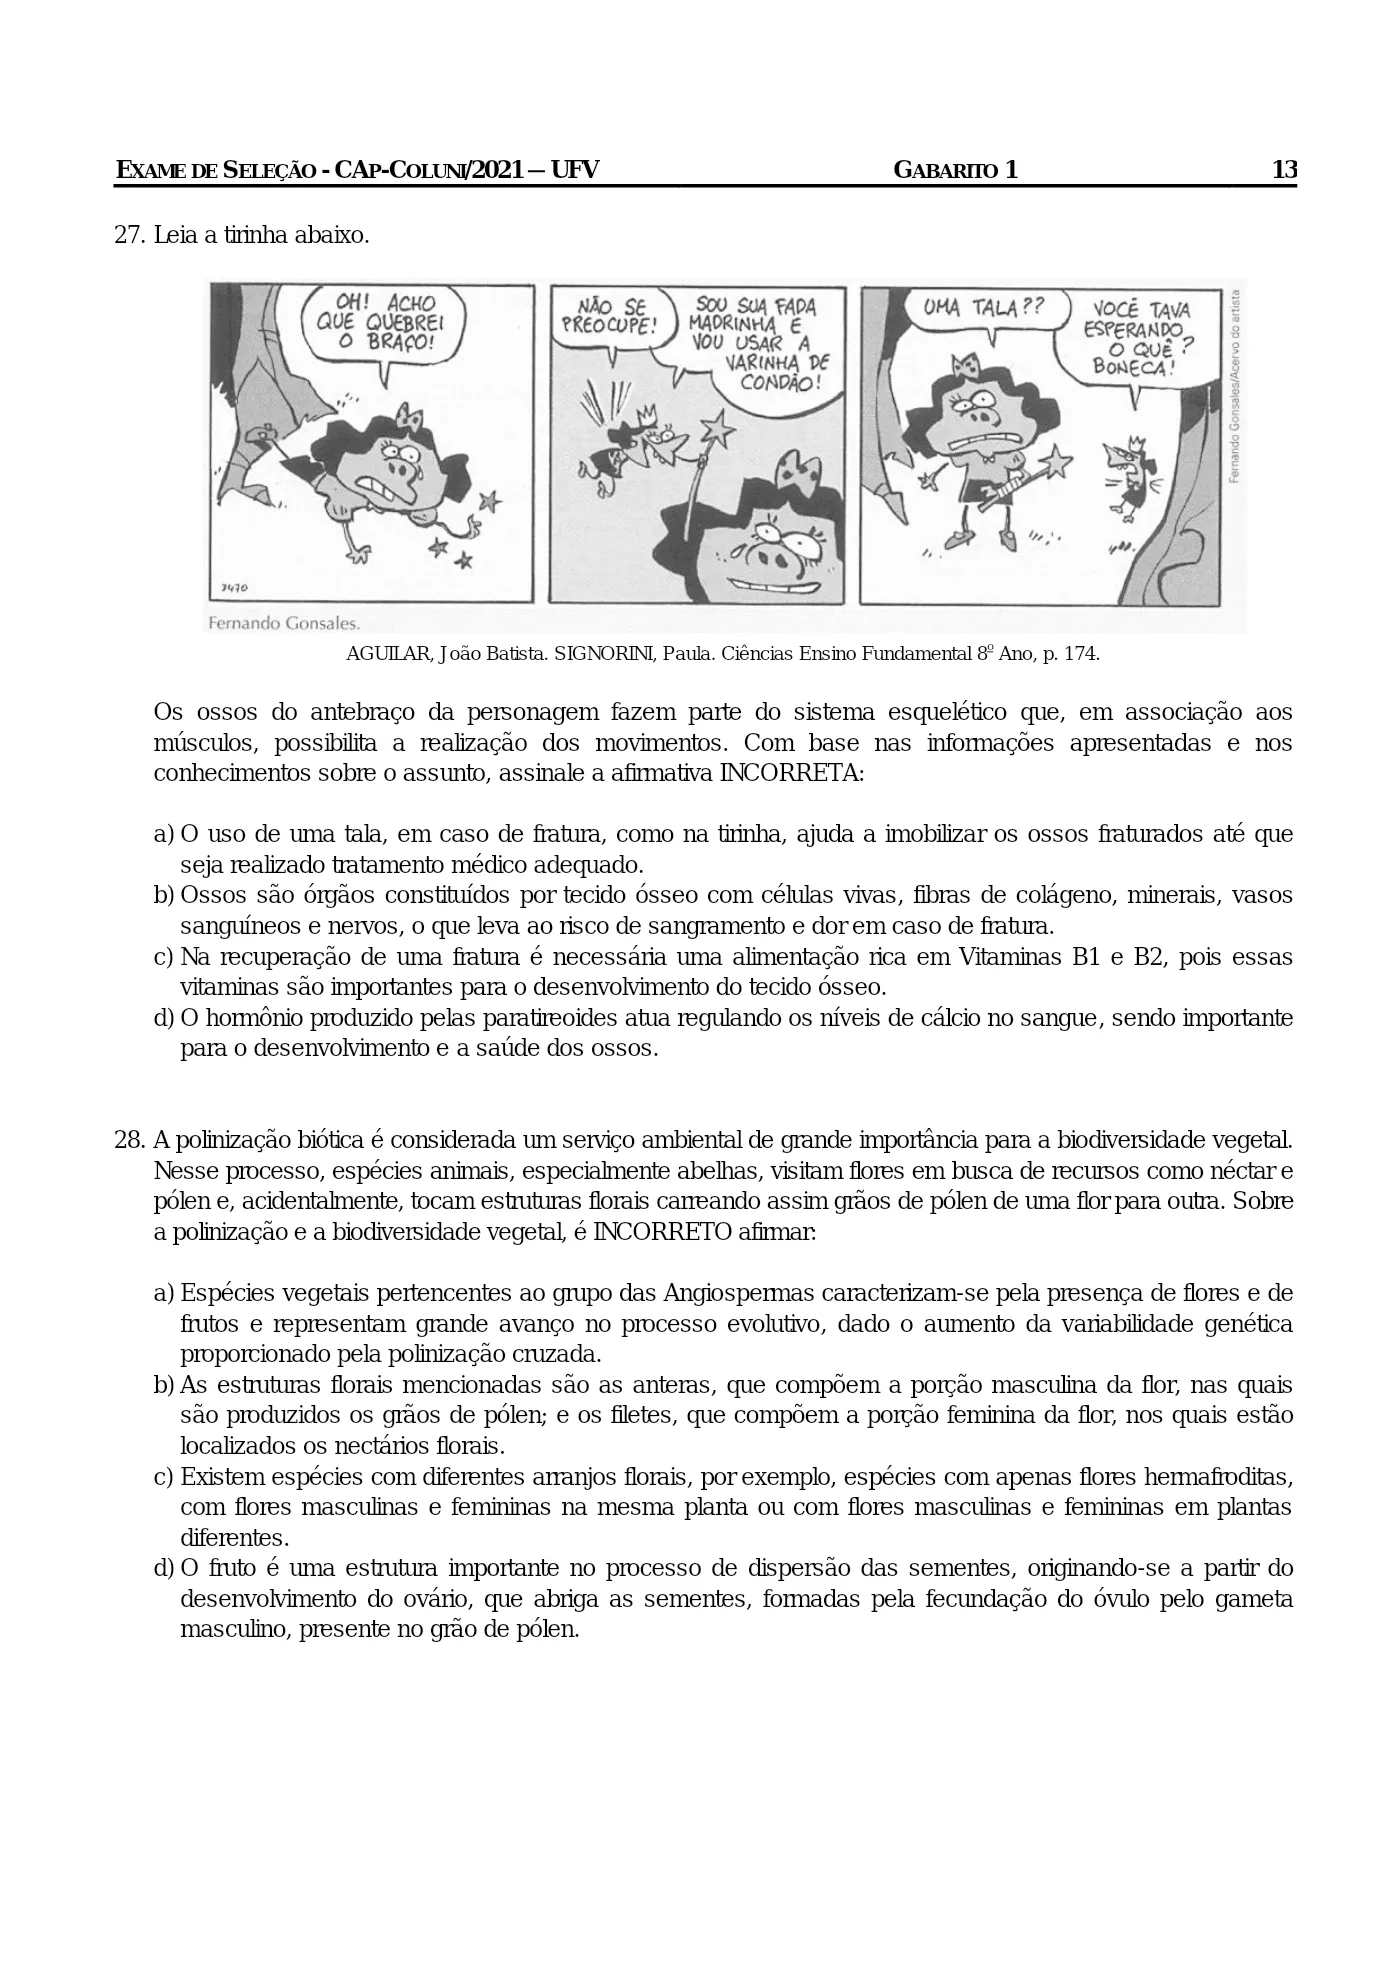 EXAME DE SELEÇÃO - CAP-COLUNI/2021 — UFV GABARITO 1 13
27. Leia a tirinha abaixo.
OH! ACHO
QUE QUEBREI
O BRAÇO!
NÃO SE
PREOCUPE!
SOU SUA FADA
MADRINHA E
VOU USAR A
VARINHA DE
CONDÃO!
UMA TALA??
VOCÊ TAVA
ESPERANDO
O QUÊ?
BONECA!
3470
Fernando Gonsales/Acervo do artista
Fernando Gonsales.
AGUILAR, João Batista. SIGNORINI, Paula. Ciências Ensino Fundamental 8º Ano, p. 174.
Os ossos do antebraço da personagem fazem parte do sistema esquelético que, em associação aos
músculos, possibilita a realização dos movimentos. Com base nas informações apresentadas e nos
conhecimentos sobre o assunto, assinale a afirmativa INCORRETA:
a) O uso de uma tala, em caso de fratura, como na tirinha, ajuda a imobilizar os ossos fraturados até que
seja realizado tratamento médico adequado.
b) Ossos são órgãos constituídos por tecido ósseo com células vivas, fibras de colágeno, minerais, vasos
sanguíneos e nervos, o que leva ao risco de sangramento e dor em caso de fratura.
c) Na recuperação de uma fratura é necessária uma alimentação rica em Vitaminas B1 e B2, pois essas
vitaminas são importantes para o desenvolvimento do tecido ósseo.
d) O hormônio produzido pelas paratireoides atua regulando os níveis de cálcio no sangue, sendo importante
para o desenvolvimento e a saúde dos ossos.
28. A polinização biótica é considerada um serviço ambiental de grande importância para a biodiversidade vegetal.
Nesse processo, espécies animais, especialmente abelhas, visitam flores em busca de recursos como néctar e
pólen e, acidentalmente, tocam estruturas florais carreando assim grãos de pólen de uma flor para outra. Sobre
a polinização e a biodiversidade vegetal, é INCORRETO afirmar:
a) Espécies vegetais pertencentes ao grupo das Angiospermas caracterizam-se pela presença de flores e de
frutos e representam grande avanço no processo evolutivo, dado o aumento da variabilidade genética
proporcionado pela polinização cruzada.
b) As estruturas florais mencionadas são as anteras, que compõem a porção masculina da flor, nas quais
são produzidos os grãos de pólen; e os filetes, que compõem a porção feminina da flor, nos quais estão
localizados os nectários florais.
c) Existem espécies com diferentes arranjos florais, por exemplo, espécies com apenas flores hermafroditas,
com flores masculinas e femininas na mesma planta ou com flores masculinas e femininas em plantas
diferentes.
d) O fruto é uma estrutura importante no processo de dispersão das sementes, originando-se a partir do
desenvolvimento do ovário, que abriga as sementes, formadas pela fecundação do óvulo pelo gameta
masculino, presente no grão de pólen.